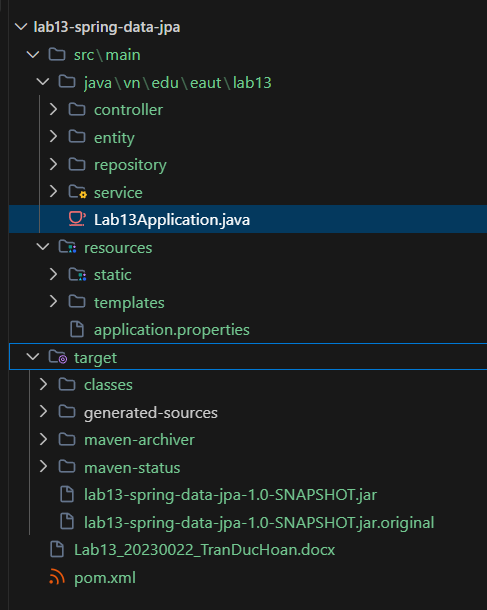 lab13-spring-data-jpa
src\main
java\vn\edu\eaut\lab13
controller
entity
repository
service
Lab13Application.java
resources
static
templates
application.properties
target
classes
generated-sources
maven-archiver
maven-status
lab13-spring-data-jpa-1.0-SNAPSHOT.jar
lab13-spring-data-jpa-1.0-SNAPSHOT.jar.original
Lab13_20230022_TranDucHoan.docx
pom.xml